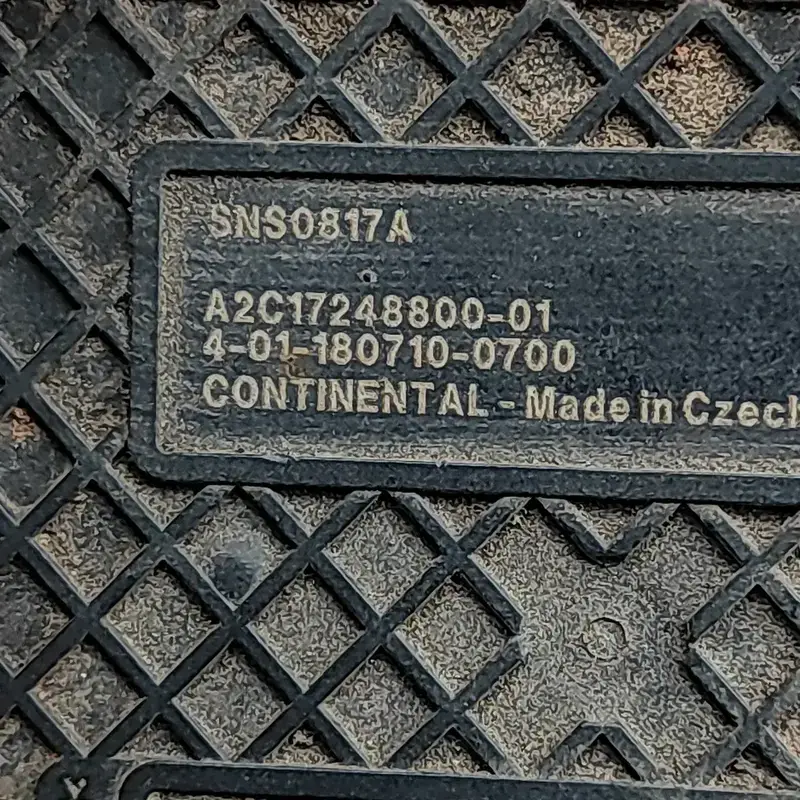 SNS0817A
A2C17248800-01
4-01-180710-0700
CONTINENTAL - Made in Czech